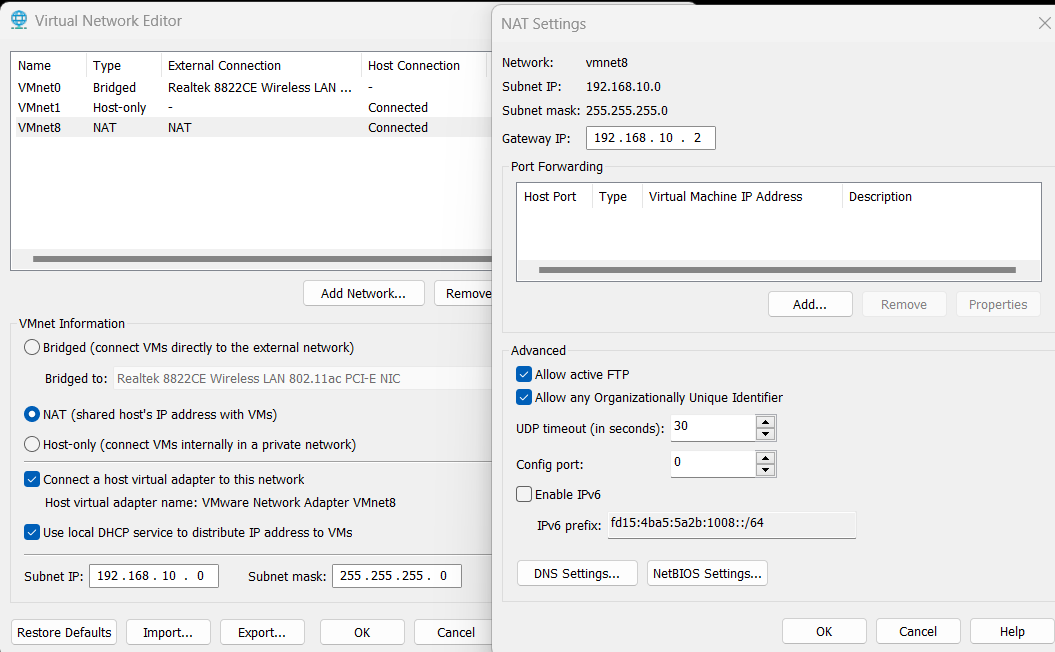 Virtual Network Editor
Name Type External Connection Host Connection
VMnet0 Bridged Realtek 8822CE Wireless LAN ... -
VMnet1 Host-only - Connected
VMnet8 NAT NAT Connected
Add Network... Remove
VMnet Information
Bridged (connect VMs directly to the external network)
Bridged to: Realtek 8822CE Wireless LAN 802.11ac PCI-E NIC
NAT (shared host's IP address with VMs)
Host-only (connect VMs internally in a private network)
Connect a host virtual adapter to this network
Host virtual adapter name: VMware Network Adapter VMnet8
Use local DHCP service to distribute IP address to VMs
Subnet IP: 192 . 168 . 10 . 0 Subnet mask: 255 . 255 . 255 . 0
Restore Defaults Import... Export... OK Cancel
NAT Settings
Network: vmnet8
Subnet IP: 192.168.10.0
Subnet mask: 255.255.255.0
Gateway IP: 192 . 168 . 10 . 2
Port Forwarding
Host Port Type Virtual Machine IP Address Description
Add... Remove Properties
Advanced
Allow active FTP
Allow any Organizationally Unique Identifier
UDP timeout (in seconds): 30
Config port: 0
Enable IPv6
IPv6 prefix: fd15:4ba5:5a2b:1008::/64
DNS Settings... NetBIOS Settings...
OK Cancel Help